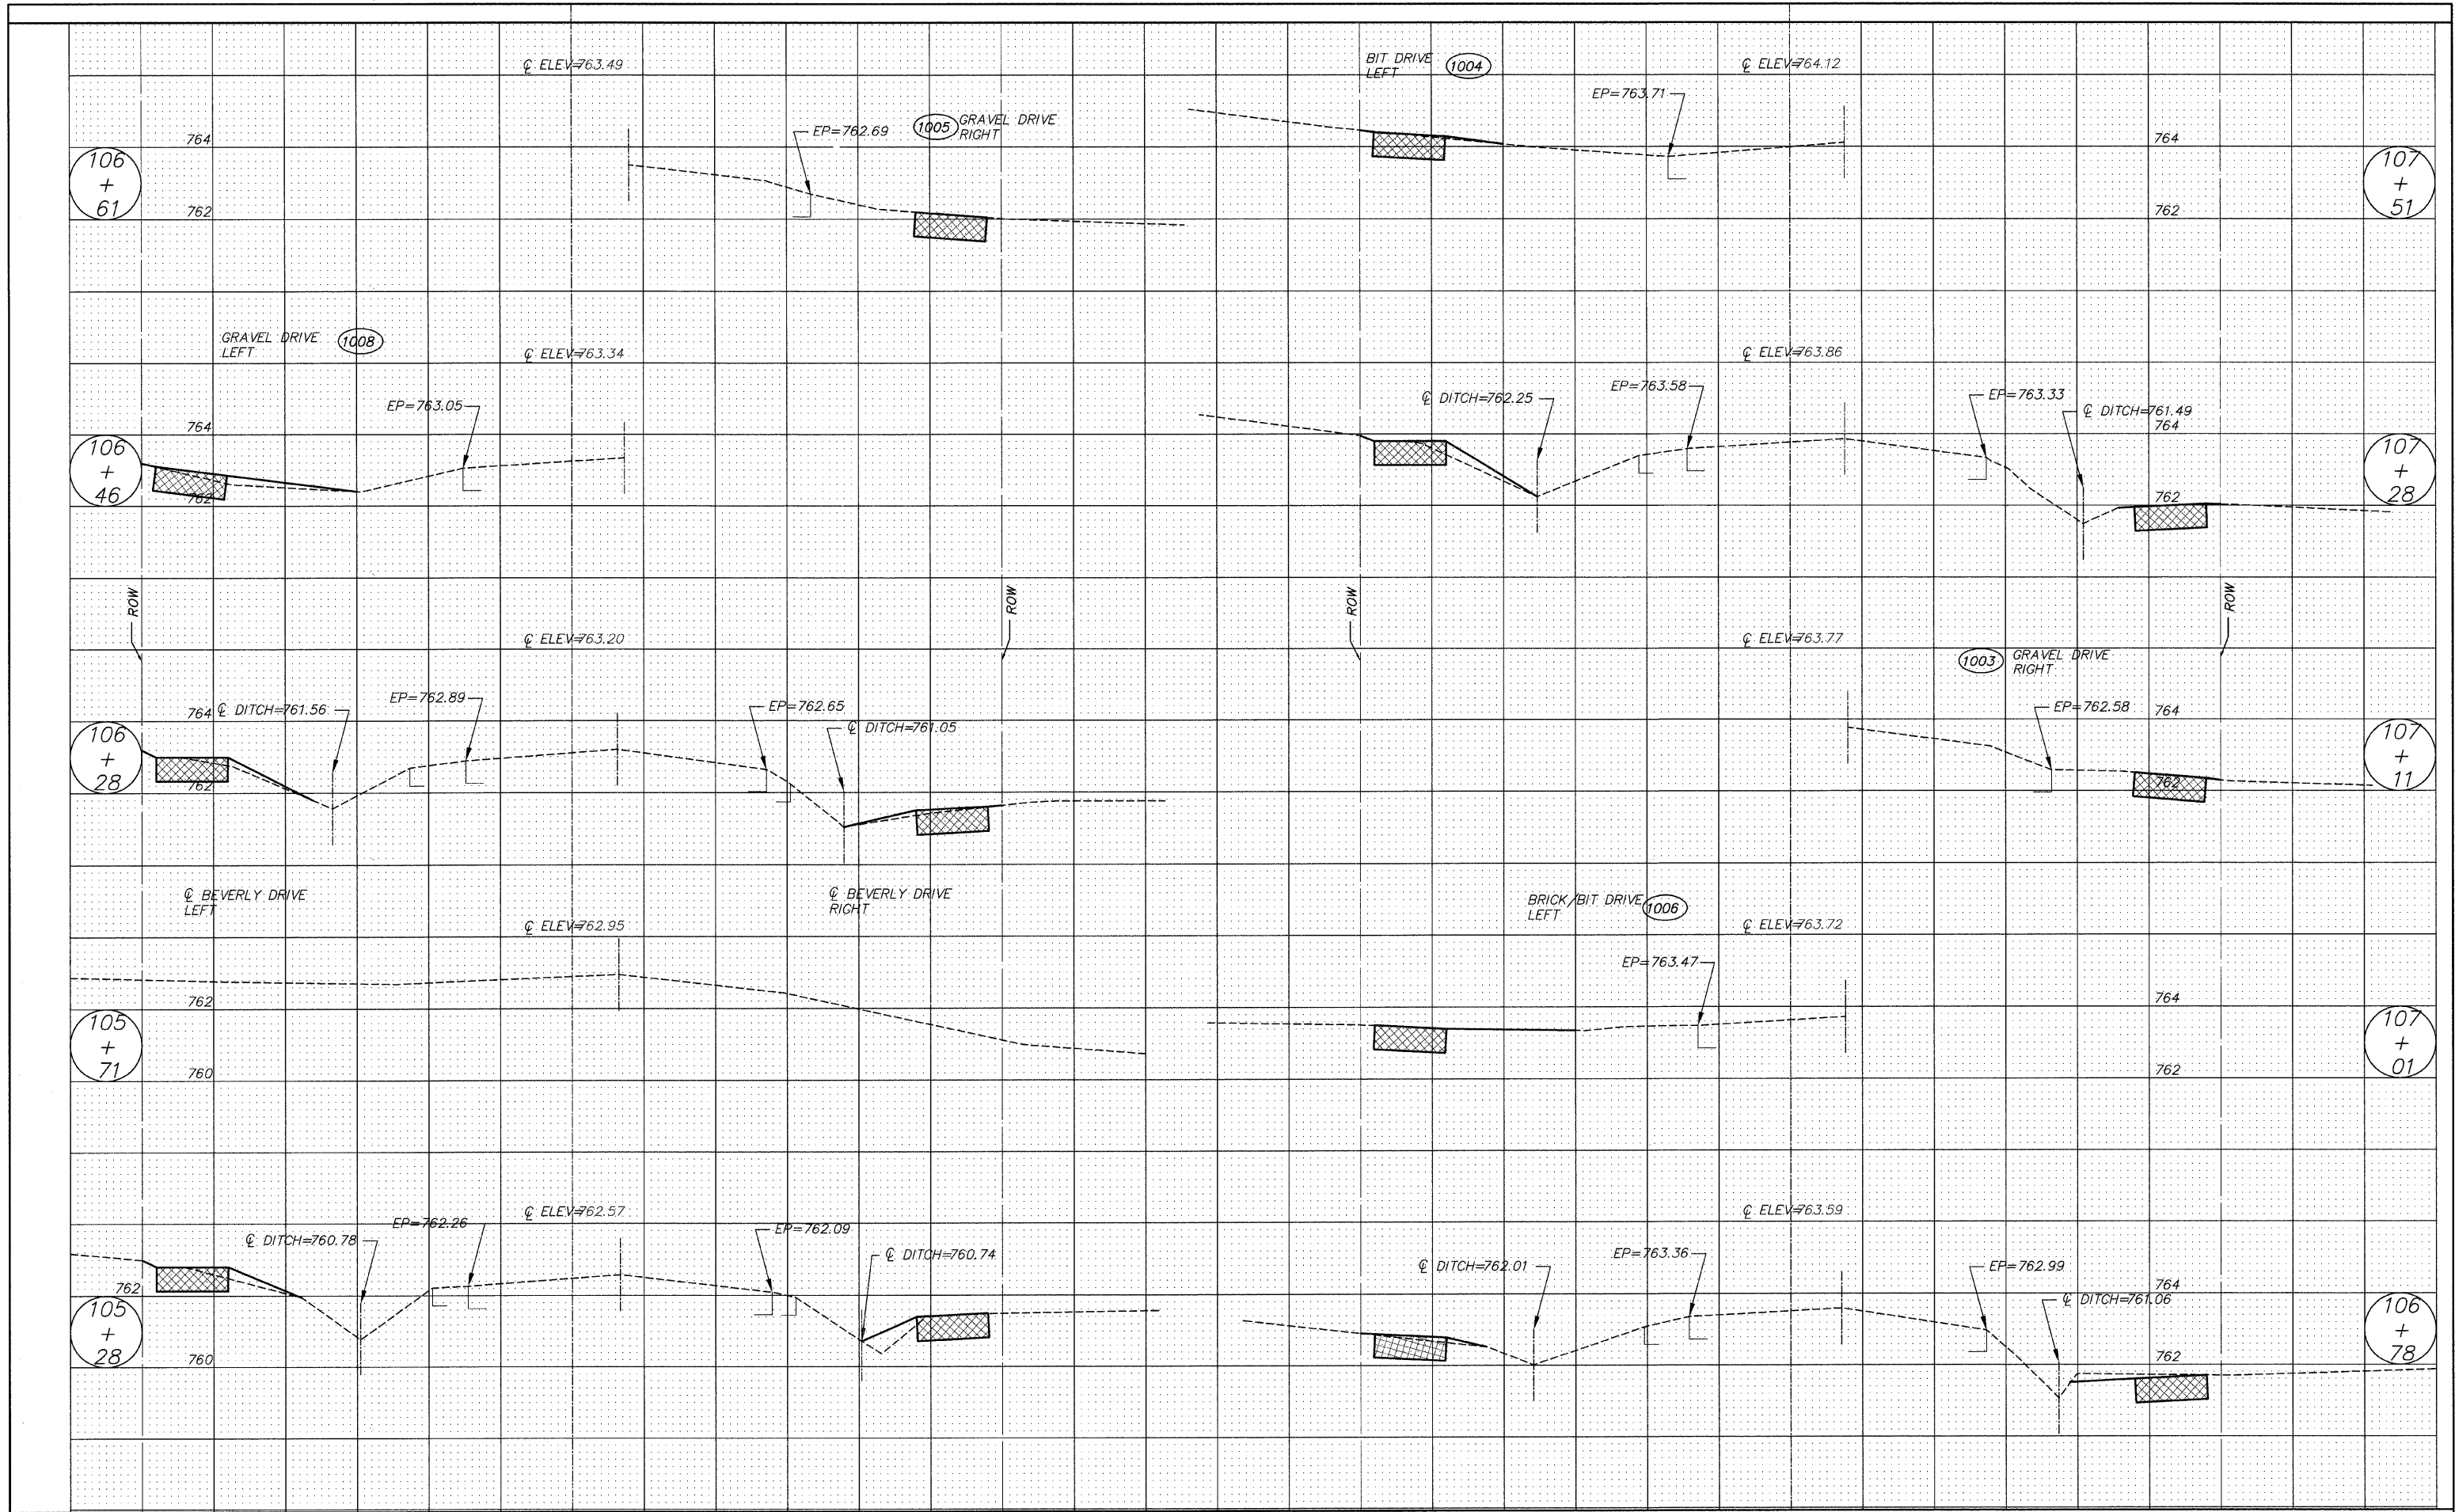 ℄ ELEV=763.49
EP=762.69
1005
GRAVEL DRIVE
RIGHT
764
762
106
+
61
GRAVEL DRIVE
LEFT
1008
℄ ELEV=763.34
EP=763.05
764
762
106
+
46
ROW
ROW
℄ ELEV=763.20
764
℄ DITCH=761.56
EP=762.89
EP=762.65
℄ DITCH=761.05
762
106
+
28
℄ BEVERLY DRIVE
LEFT
℄ BEVERLY DRIVE
RIGHT
℄ ELEV=762.95
762
760
105
+
71
℄ ELEV=762.57
EP=762.26
℄ DITCH=760.78
EP=762.09
℄ DITCH=760.74
762
760
105
+
28
BIT DRIVE
LEFT
1004
℄ ELEV=764.12
EP=763.71
764
762
107
+
51
℄ ELEV=763.86
℄ DITCH=762.25
EP=763.58
EP=763.33
℄ DITCH=761.49
764
762
107
+
28
ROW
ROW
℄ ELEV=763.77
1003
GRAVEL DRIVE
RIGHT
EP=762.58
764
762
107
+
11
BRICK/BIT DRIVE
LEFT
1006
℄ ELEV=763.72
EP=763.47
764
762
107
+
01
℄ ELEV=763.59
℄ DITCH=762.01
EP=763.36
EP=762.99
℄ DITCH=761.06
764
762
106
+
78